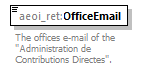 aeoi_ret:OfficeEmail
The offices e-mail of the
"Administration de
Contributions Directes".